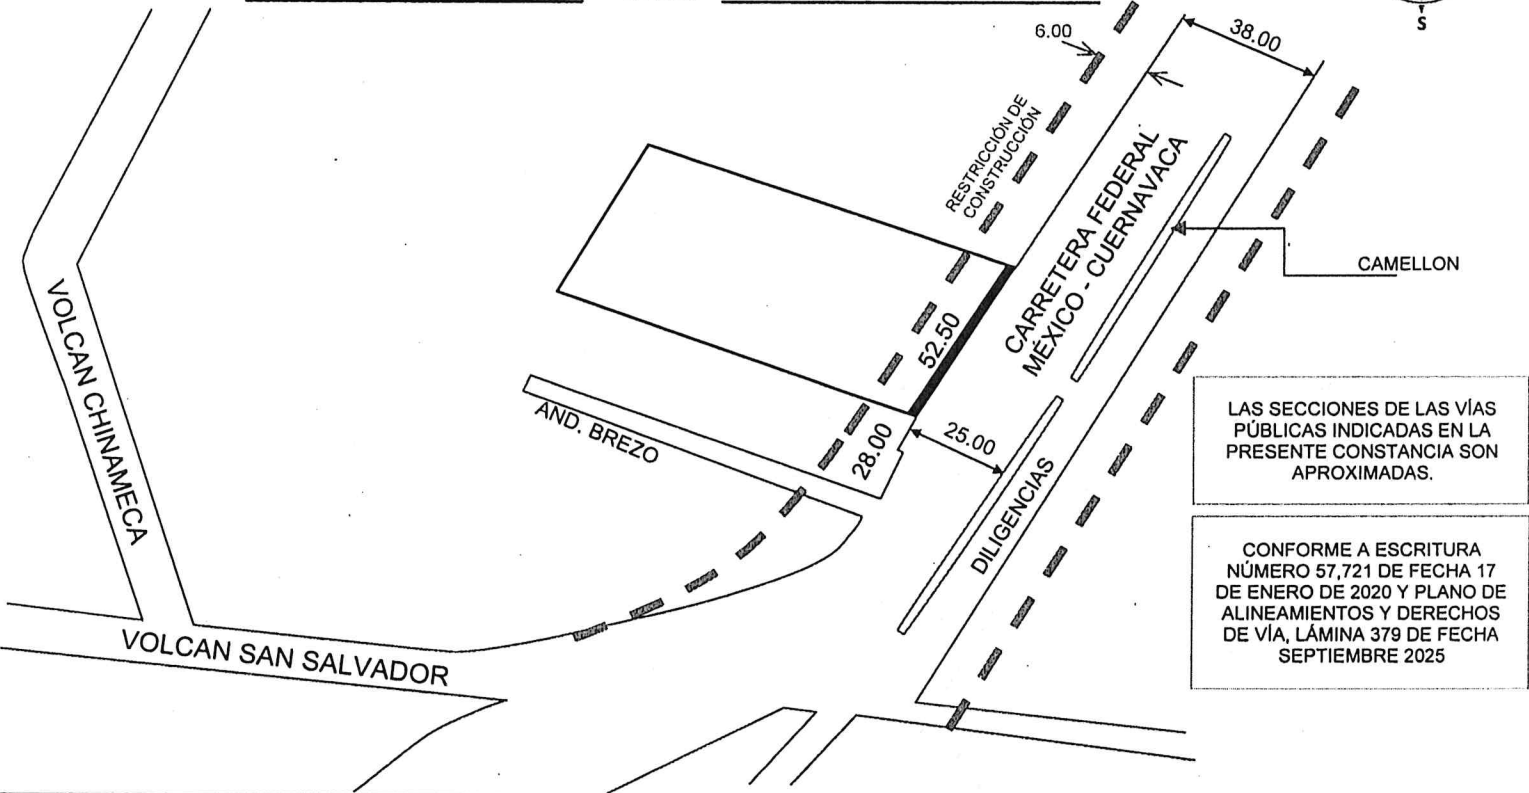 S
6.00
38.00
RESTRICCIÓN DE
CONSTRUCCIÓN
CARRETERA FEDERAL
MÉXICO - CUERNAVACA
CAMELLON
VOLCAN CHINAMECA
52.50
AND. BREZO
28.00
25.00
DILIGENCIAS
LAS SECCIONES DE LAS VÍAS
PÚBLICAS INDICADAS EN LA
PRESENTE CONSTANCIA SON
APROXIMADAS.
CONFORME A ESCRITURA
NÚMERO 57,721 DE FECHA 17
DE ENERO DE 2020 Y PLANO DE
ALINEAMIENTOS Y DERECHOS
DE VÍA, LÁMINA 379 DE FECHA
SEPTIEMBRE 2025
VOLCAN SAN SALVADOR